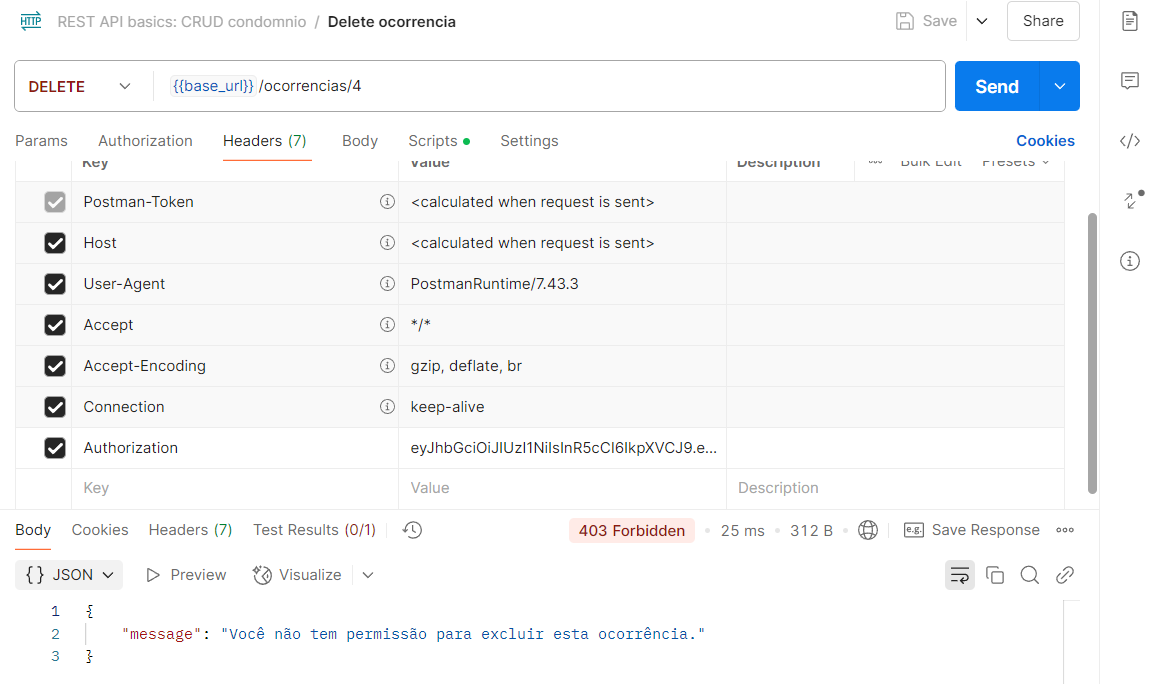 HTTP REST API basics: CRUD condomnio / Delete ocorrencia Save Share
DELETE {{base_url}} /ocorrencias/4 Send
Params Authorization Headers (7) Body Scripts Settings Cookies
Key Value Description Bulk Edit Presets
Postman-Token <calculated when request is sent>
Host <calculated when request is sent>
User-Agent PostmanRuntime/7.43.3
Accept */*
Accept-Encoding gzip, deflate, br
Connection keep-alive
Authorization eyJhbGciOiJIUzI1NiIsInR5cCI6IkpXVCJ9.e...
Key Value Description
Body Cookies Headers (7) Test Results (0/1) 403 Forbidden 25 ms 312 B e.g. Save Response
{} JSON Preview Visualize
1 {
2 "message": "Você não tem permissão para excluir esta ocorrência."
3 }